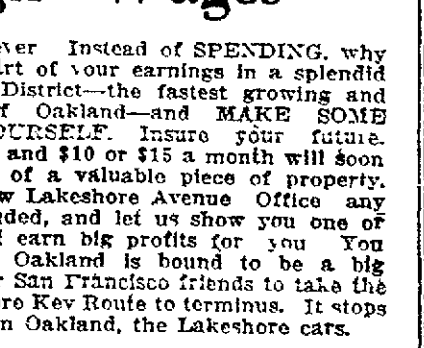 Wages
ver Instead of SPENDING, why
rt of your earnings in a splendid
District—the fastest growing and
f Oakland—and MAKE SOME
OURSELF. Insure your future.
and $10 or $15 a month will soon
of a valuable piece of property.
w Lakeshore Avenue Office any
ded, and let us show you one of
earn big profits for you You
Oakland is bound to be a big
r San Francisco friends to take the
re Key Route to terminus. It stops
n Oakland, the Lakeshore cars.